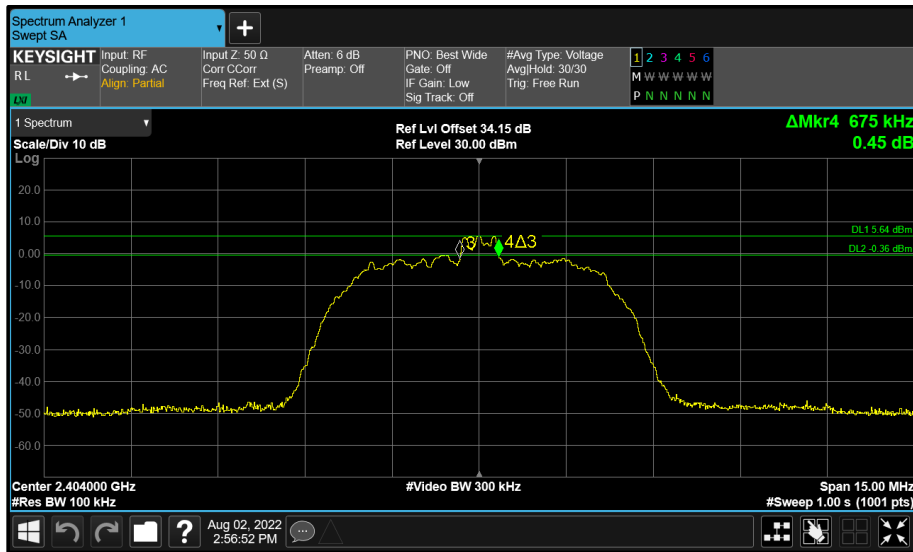 Spectrum Analyzer 1
Swept SA
+
KEYSIGHT Input: RF Input Z: 50 Ω Atten: 6 dB PNO: Best Wide #Avg Type: Voltage 1 2 3 4 5 6
RL Coupling: AC Corr CCorr Preamp: Off Gate: Off Avg|Hold: 30/30 M W W W W W
Align: Partial Freq Ref: Ext (S) IF Gain: Low Trig: Free Run
LXI Sig Track: Off P N N N N N
1 Spectrum Ref Lvl Offset 34.15 dB ΔMkr4 675 kHz
Scale/Div 10 dB Ref Level 30.00 dBm 0.45 dB
Log
20.0
10.0
DL1 5.64 dBm
3 4Δ3
0.00 DL2 -0.36 dBm
-10.0
-20.0
-30.0
-40.0
-50.0
-60.0
Center 2.404000 GHz #Video BW 300 kHz Span 15.00 MHz
#Res BW 100 kHz #Sweep 1.00 s (1001 pts)
? Aug 02, 2022
2:56:52 PM